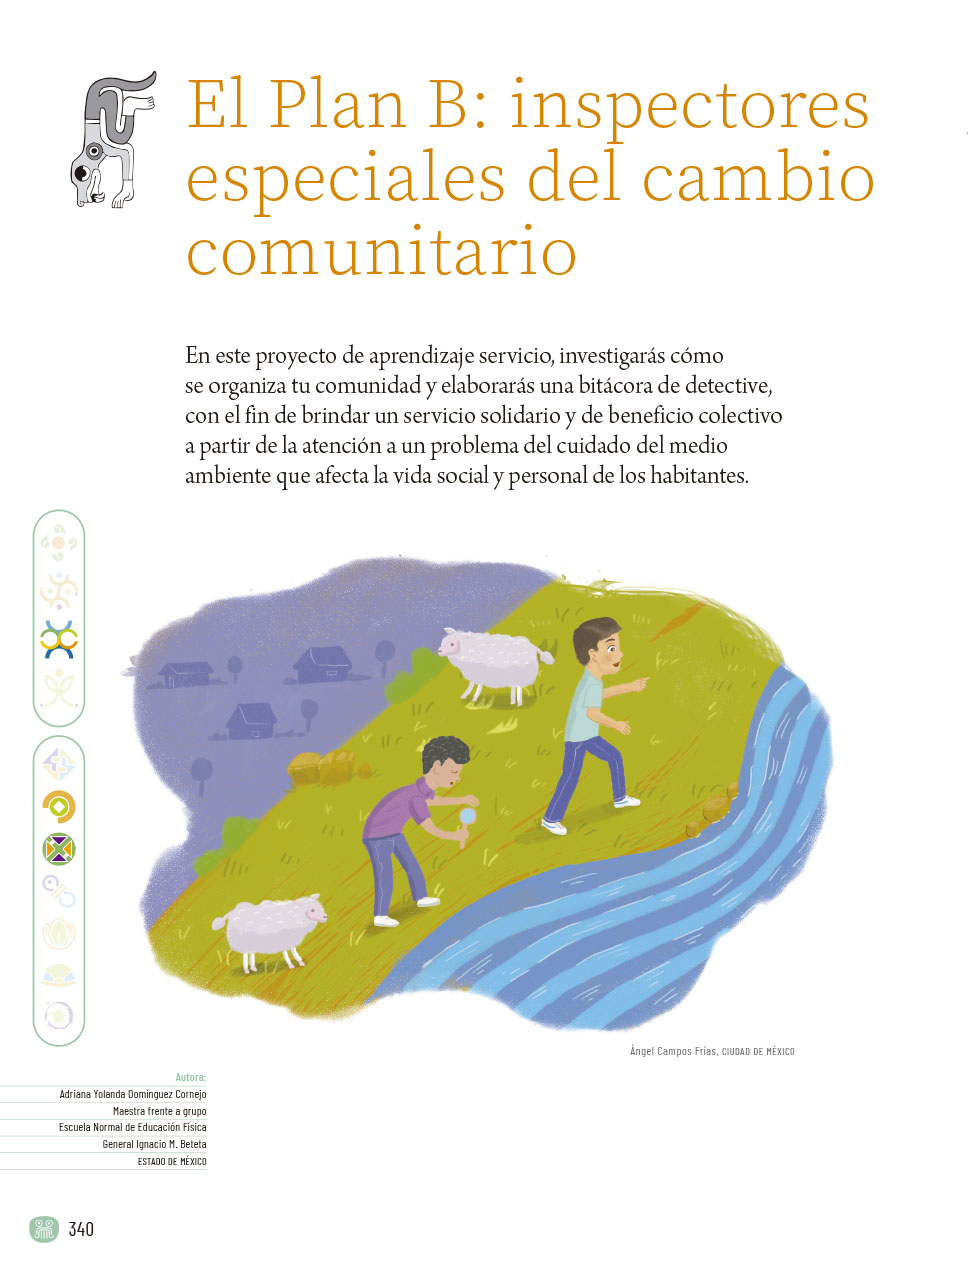 El Plan B: inspectores
especiales del cambio
comunitario
En este proyecto de aprendizaje servicio, investigarás cómo
se organiza tu comunidad y elaborarás una bitácora de detective,
con el fin de brindar un servicio solidario y de beneficio colectivo
a partir de la atención a un problema del cuidado del medio
ambiente que afecta la vida social y personal de los habitantes.
Ángel Campos Frías, CIUDAD DE MÉXICO
Autora:
Adriana Yolanda Domínguez Cornejo
Maestra frente a grupo
Escuela Normal de Educación Física
General Ignacio M. Beteta
ESTADO DE MÉXICO
340